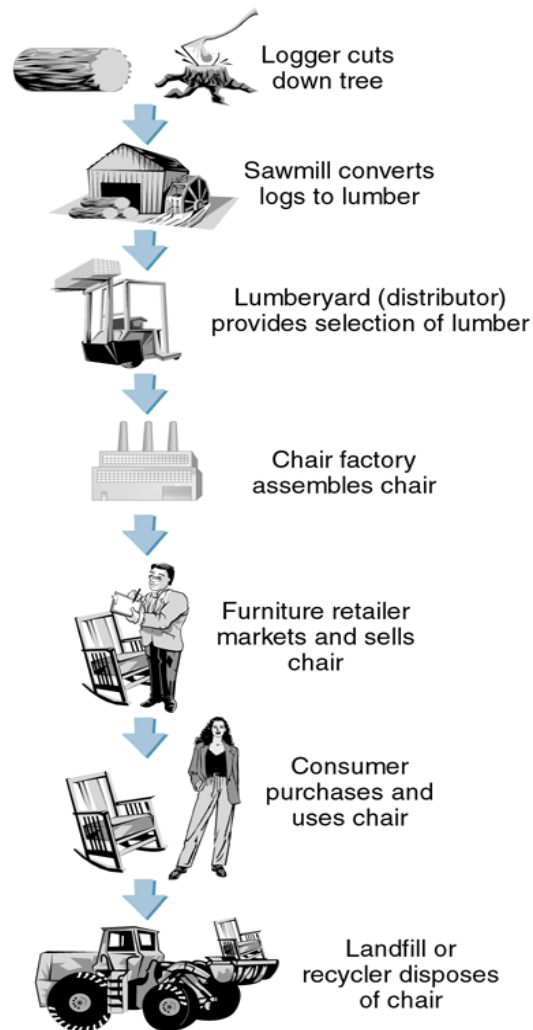 Logger cuts
down tree
Sawmill converts
logs to lumber
Lumberyard (distributor)
provides selection of lumber
Chair factory
assembles chair
Furniture retailer
markets and sells
chair
Consumer
purchases and
uses chair
Landfill or
recycler disposes
of chair